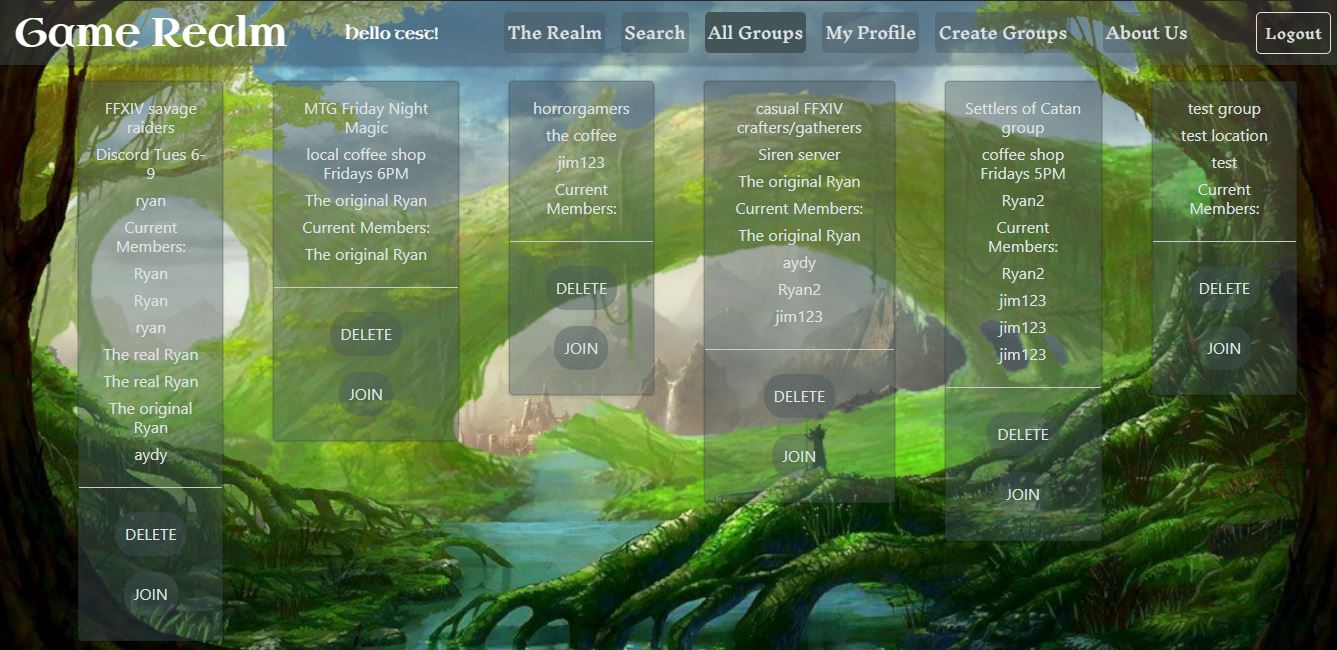 Game Realm
Hello test!
The Realm
Search
All Groups
My Profile
Create Groups
About Us
Logout
FFXIV savage
raiders
Discord Tues 6-
9
ryan
Current
Members:
Ryan
Ryan
ryan
The real Ryan
The real Ryan
The original
Ryan
aydy
DELETE
JOIN
MTG Friday Night
Magic
local coffee shop
Fridays 6PM
The original Ryan
Current Members:
The original Ryan
DELETE
JOIN
horrorgamers
the coffee
jim123
Current
Members:
DELETE
JOIN
casual FFXIV
crafters/gatherers
Siren server
The original Ryan
Current Members:
The original Ryan
aydy
Ryan2
jim123
DELETE
JOIN
Settlers of Catan
group
coffee shop
Fridays 5PM
Ryan2
Current
Members:
Ryan2
jim123
jim123
jim123
DELETE
JOIN
test group
test location
test
Current
Members:
DELETE
JOIN